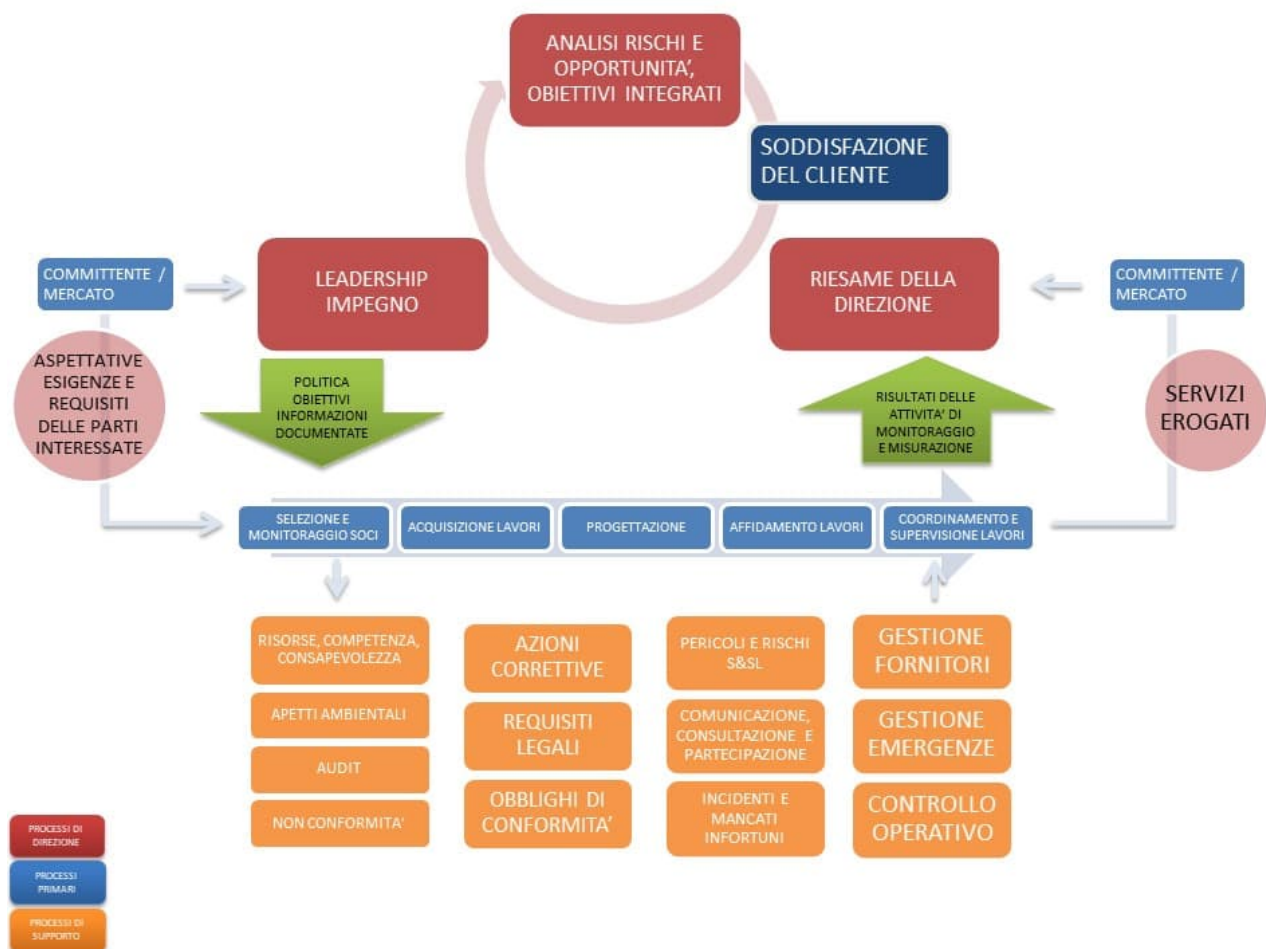 ANALISI RISCHI E
OPPORTUNITA’,
OBIETTIVI INTEGRATI
SODDISFAZIONE
DEL CLIENTE
COMMITTENTE /
MERCATO
LEADERSHIP
IMPEGNO
RIESAME DELLA
DIREZIONE
COMMITTENTE /
MERCATO
ASPETTATIVE
ESIGENZE E
REQUISITI
DELLE PARTI
INTERESSATE
POLITICA
OBIETTIVI
INFORMAZIONI
DOCUMENTATE
RISULTATI DELLE
ATTIVITA’ DI
MONITORAGGIO
E MISURAZIONE
SERVIZI
EROGATI
SELEZIONE E
MONITORAGGIO SOCI
ACQUISIZIONE LAVORI
PROGETTAZIONE
AFFIDAMENTO LAVORI
COORDINAMENTO E
SUPERVISIONE LAVORI
RISORSE, COMPETENZA,
CONSAPEVOLEZZA
APETTI AMBIENTALI
AUDIT
NON CONFORMITA’
AZIONI
CORRETTIVE
REQUISITI
LEGALI
OBBLIGHI DI
CONFORMITA’
PERICOLI E RISCHI
S&SL
COMUNICAZIONE,
CONSULTAZIONE E
PARTECIPAZIONE
INCIDENTI E
MANCATI
INFORTUNI
GESTIONE
FORNITORI
GESTIONE
EMERGENZE
CONTROLLO
OPERATIVO
PROCESSI DI
DIREZIONE
PROCESSI
PRIMARI
PROCESSI DI
SUPPORTO